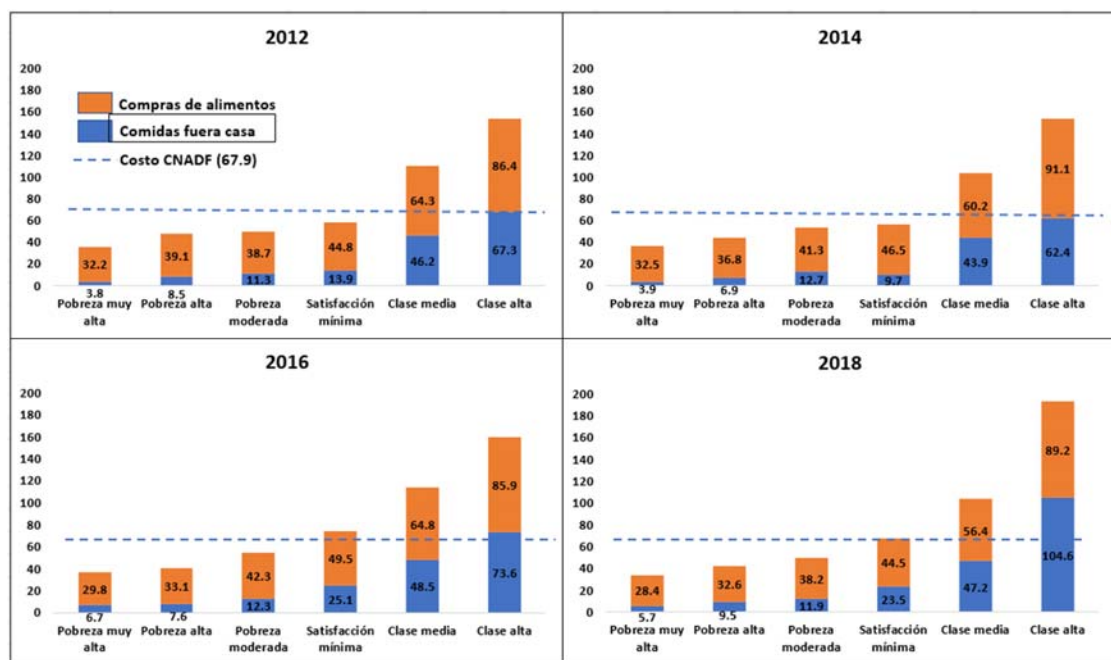 2012
200
180
160
140
120
100
80
60
40
20
0
Compras de alimentos
Comidas fuera casa
Costo CNADF (67.9)
32.2
39.1
38.7
44.8
64.3
86.4
3.8
8.5
11.3
13.9
46.2
67.3
Pobreza muy
alta
Pobreza alta
Pobreza
moderada
Satisfacción
mínima
Clase media
Clase alta
2014
200
180
160
140
120
100
80
60
40
20
0
32.5
36.8
41.3
46.5
60.2
91.1
3.9
6.9
12.7
9.7
43.9
62.4
Pobreza muy
alta
Pobreza alta
Pobreza
moderada
Satisfacción
mínima
Clase media
Clase alta
2016
200
180
160
140
120
100
80
60
40
20
0
29.8
33.1
42.3
49.5
64.8
85.9
6.7
7.6
12.3
25.1
48.5
73.6
Pobreza muy
alta
Pobreza alta
Pobreza
moderada
Satisfacción
mínima
Clase media
Clase alta
2018
200
180
160
140
120
100
80
60
40
20
0
28.4
32.6
38.2
44.5
56.4
89.2
5.7
9.5
11.9
23.5
47.2
104.6
Pobreza muy
alta
Pobreza alta
Pobreza
moderada
Satisfacción
mínima
Clase media
Clase alta